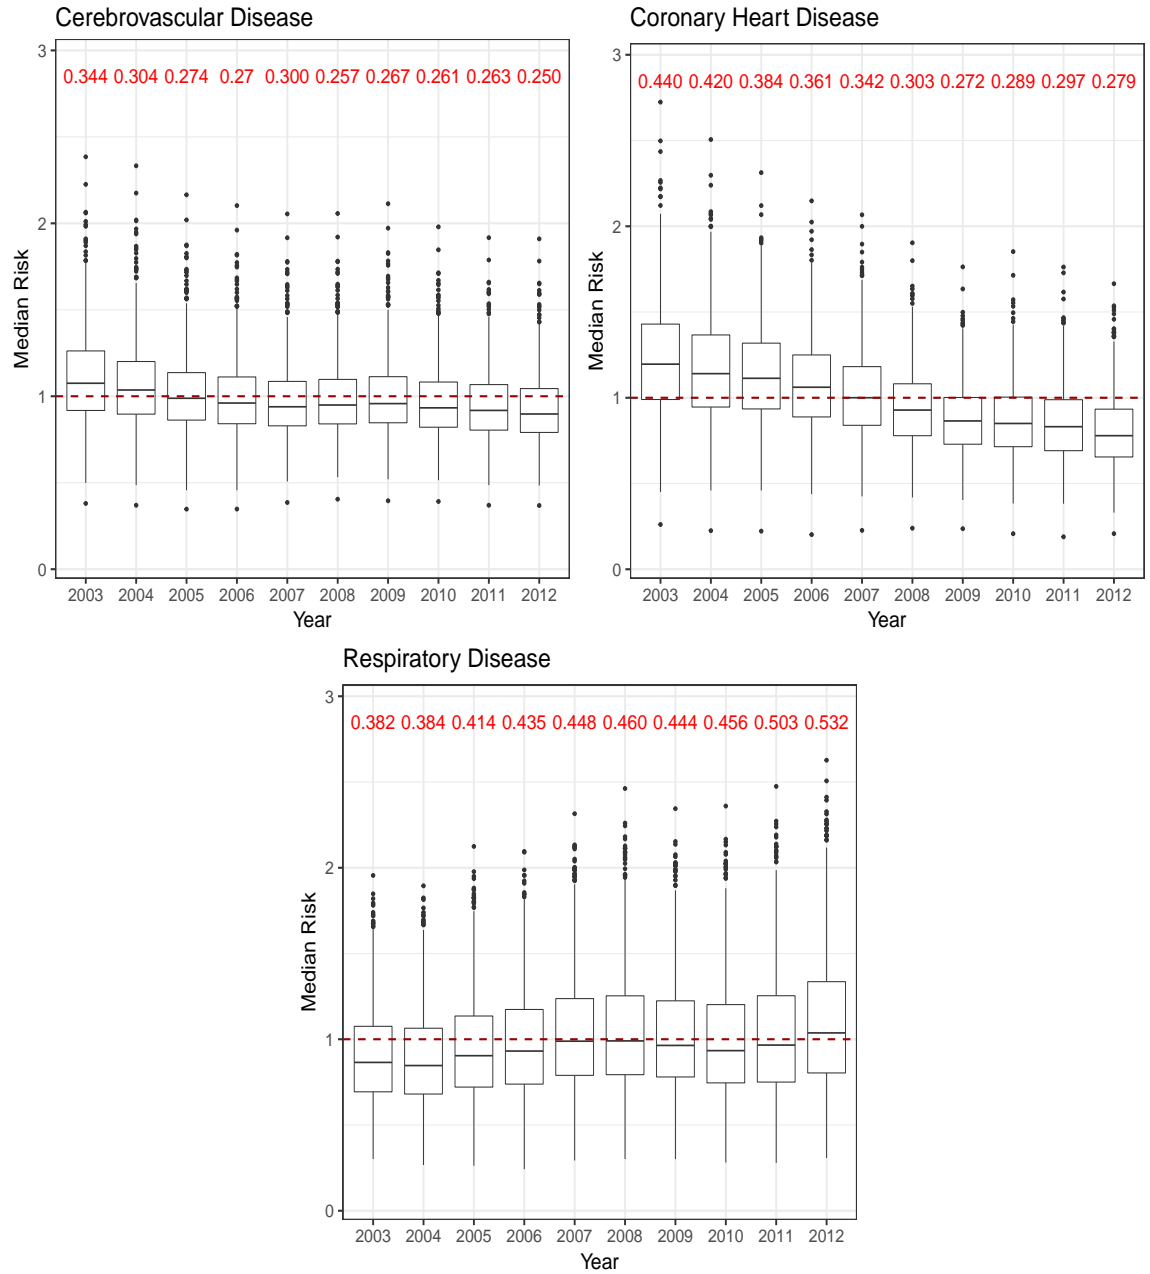 Cerebrovascular Disease
3
0.344 0.304 0.274 0.27 0.300 0.257 0.267 0.261 0.263 0.250
2
Median Risk
1
0
2003 2004 2005 2006 2007 2008 2009 2010 2011 2012
Year
Coronary Heart Disease
3
0.440 0.420 0.384 0.361 0.342 0.303 0.272 0.289 0.297 0.279
2
Median Risk
1
0
2003 2004 2005 2006 2007 2008 2009 2010 2011 2012
Year
Respiratory Disease
3
0.382 0.384 0.414 0.435 0.448 0.460 0.444 0.456 0.503 0.532
2
Median Risk
1
0
2003 2004 2005 2006 2007 2008 2009 2010 2011 2012
Year